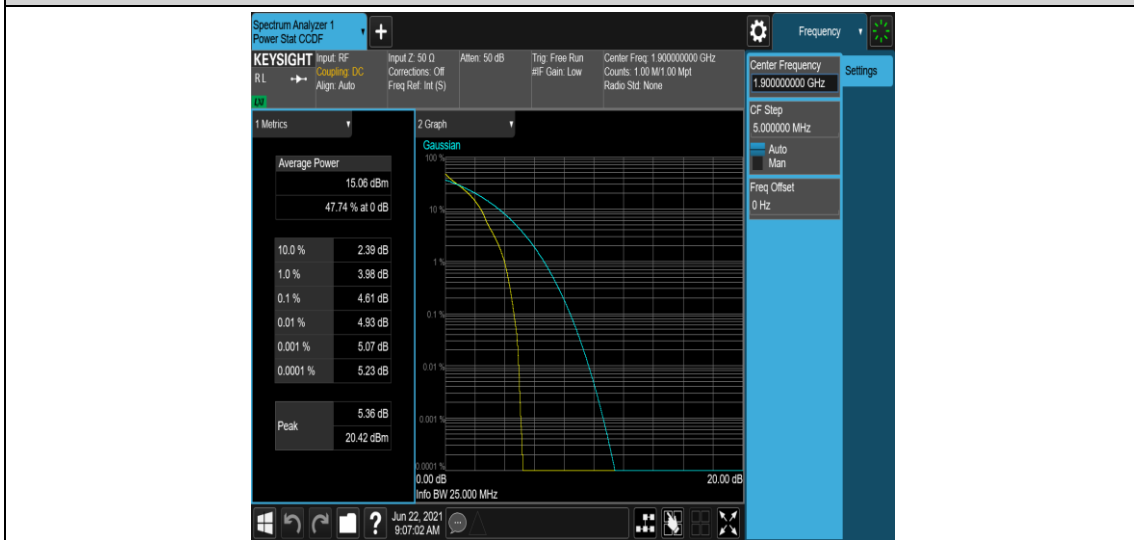 Spectrum Analyzer 1
Power Stat CCDF
+
Frequency
KEYSIGHT
RL
Input: RF
Coupling: DC
Align: Auto
Input Z: 50 Ω
Corrections: Off
Freq Ref: Int (S)
Atten: 50 dB
Trig: Free Run
#IF Gain: Low
Center Freq: 1.900000000 GHz
Counts: 1.00 M/1.00 Mpt
Radio Std: None
Center Frequency
1.900000000 GHz
Settings
CF Step
5.000000 MHz
Auto
Man
Freq Offset
0 Hz
1 Metrics
Average Power
15.06 dBm
47.74 % at 0 dB
10.0 % 2.39 dB
1.0 % 3.98 dB
0.1 % 4.61 dB
0.01 % 4.93 dB
0.001 % 5.07 dB
0.0001 % 5.23 dB
Peak 5.36 dB
20.42 dBm
2 Graph
Gaussian
100 %
10 %
1 %
0.1 %
0.01 %
0.001 %
0.0001 %
0.00 dB 20.00 dB
Info BW 25.000 MHz
?
Jun 22, 2021
9:07:02 AM